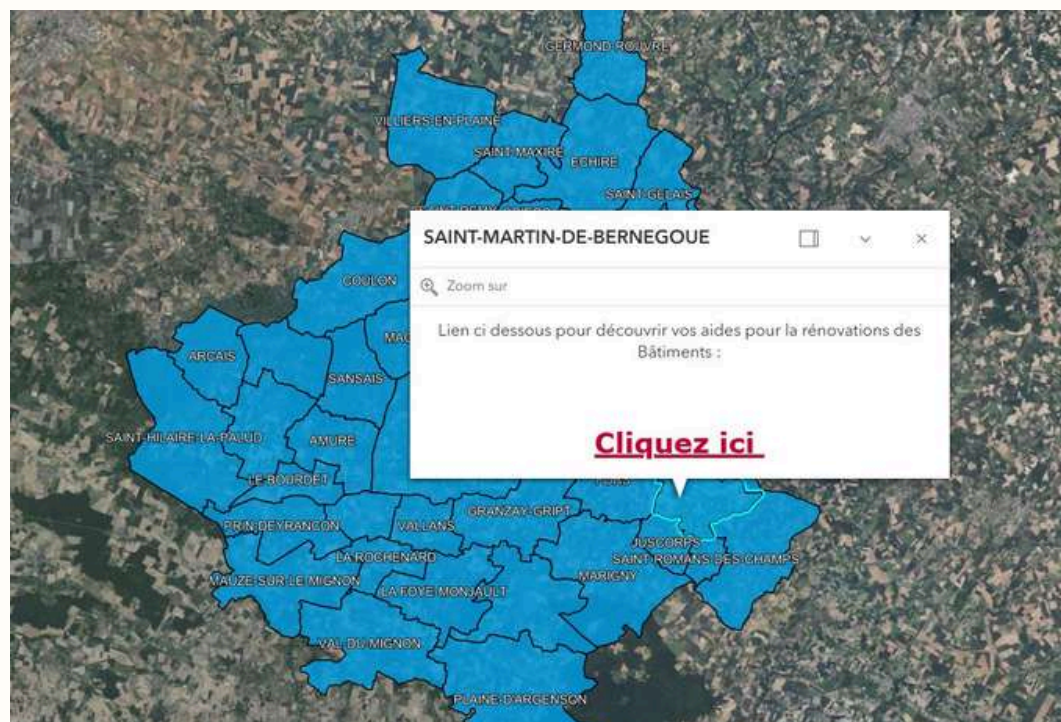 GERMOND-ROUVRE
VILLIERS-EN-PLAINE
SAINT-MAXIRE
ECHIRE
SAINT-GELAIS
SAINT-MARTIN-DE-BERNEGOUE
COULON
Zoom sur
Lien ci dessous pour découvrir vos aides pour la rénovations des
Bâtiments :
MAG
ARCAIS
SANSAIS
SAINT-HILAIRE-LA-PALUD
AMURE
Cliquez ici
LE-BOURDET
FORS
GRANZAY-GRIPT
PRIN-DEYRANCON
VALLANS
JUSCORPS
LA ROCHENARD
SAINT-ROMANS-DES-CHAMPS
MARIGNY
MAUZE-SUR-LE-MIGNON
LA FOYE-MONJAULT
VAL-DU-MIGNON
PLAINE-D'ARGENSON